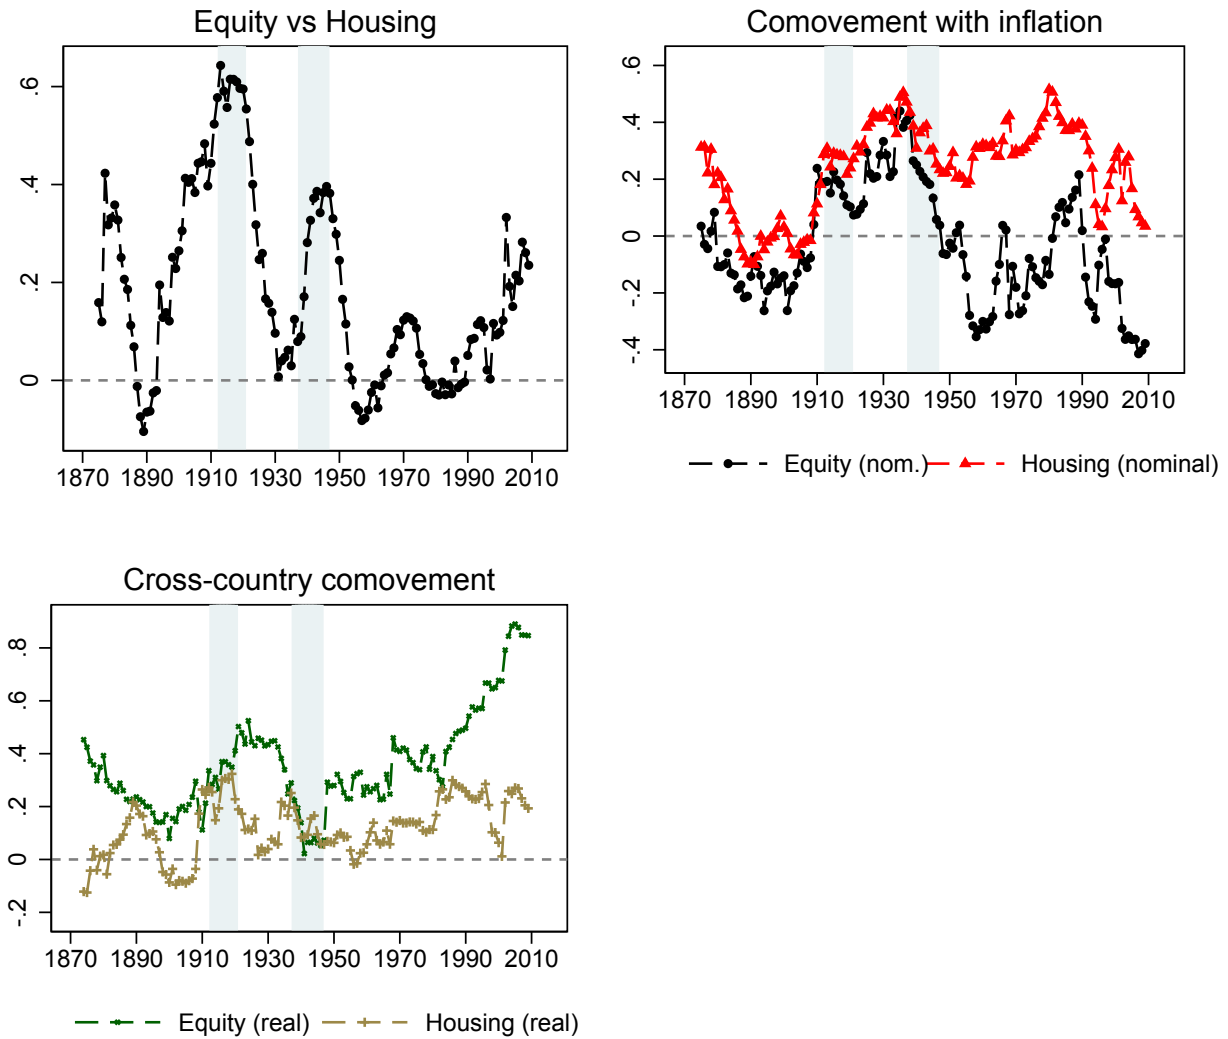 Equity vs Housing
.6
.4
.2
0
1870 1890 1910 1930 1950 1970 1990 2010
Comovement with inflation
.6
.4
.2
0
-.2
-.4
1870 1890 1910 1930 1950 1970 1990 2010
Equity (nom.) Housing (nominal)
Cross-country comovement
.8
.6
.4
.2
0
-.2
1870 1890 1910 1930 1950 1970 1990 2010
Equity (real) Housing (real)